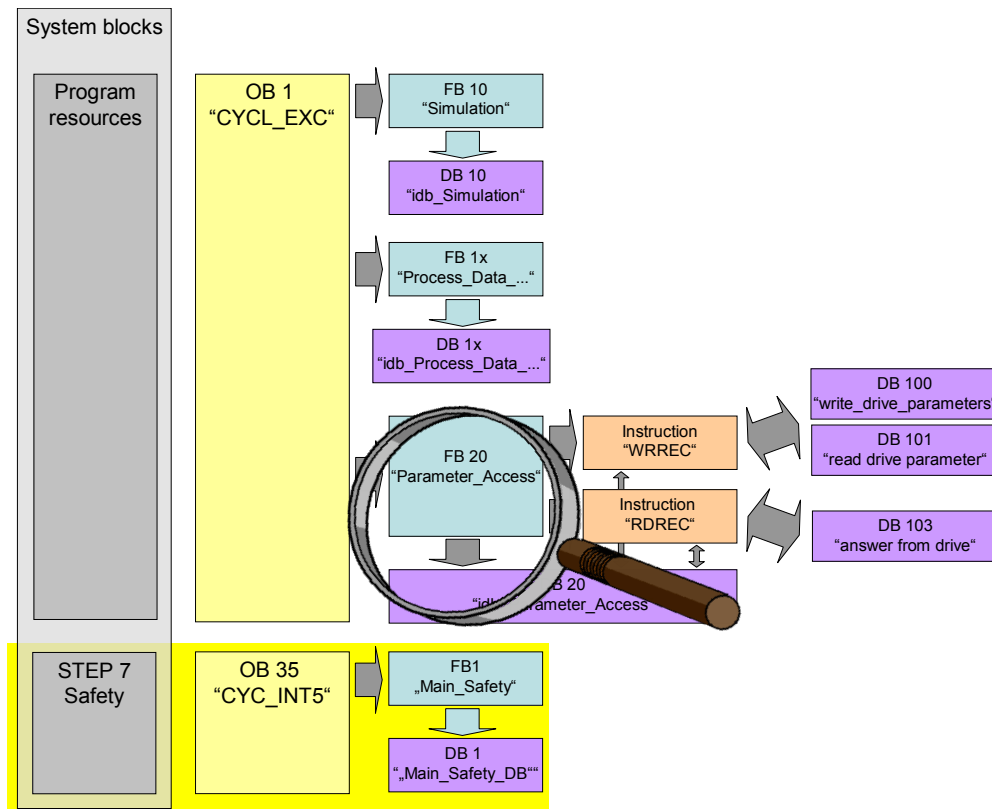 System blocks
Program
resources
OB 1
“CYCL_EXC“
FB 10
“Simulation“
DB 10
“idb_Simulation“
FB 1x
“Process_Data_...“
DB 1x
“idb_Process_Data_...“
FB 20
“Parameter_Access“
Instruction
“WRREC“
Instruction
“RDREC“
DB 100
“write_drive_parameters“
DB 101
“read drive parameter“
DB 103
“answer from drive“
20
STEP 7
Safety
OB 35
“CYC_INT5“
FB1
„Main_Safety“
DB 1
“„Main_Safety_DB““